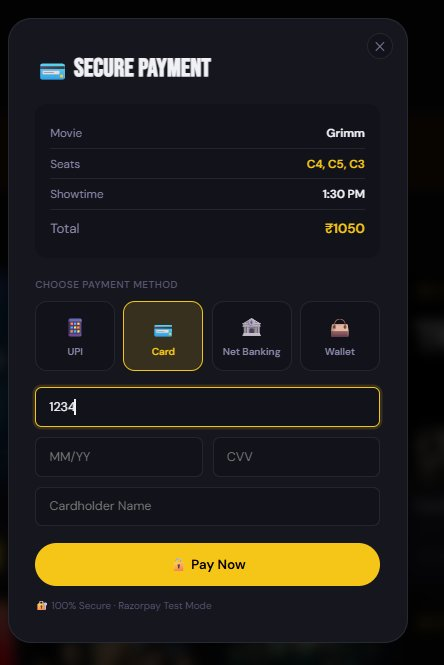 SECURE PAYMENT
Movie Grimm
Seats C4, C5, C3
Showtime 1:30 PM
Total ₹1050
CHOOSE PAYMENT METHOD
UPI Card Net Banking Wallet
1234
MM/YY CVV
Cardholder Name
Pay Now
100% Secure · Razorpay Test Mode